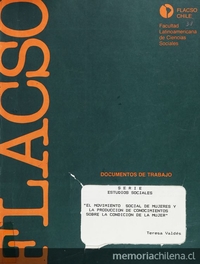 FLACSO
CHILE
Facultad
Latinoamericana
de Ciencias
Sociales
FLACSO
DOCUMENTOS DE TRABAJO
SERIE
ESTUDIOS SOCIALES
"EL MOVIMIENTO SOCIAL DE MUJERES Y
LA PRODUCCION DE CONOCIMIENTOS
SOBRE LA CONDICION DE LA MUJER"
Teresa Valdés
memoriachilena.cl